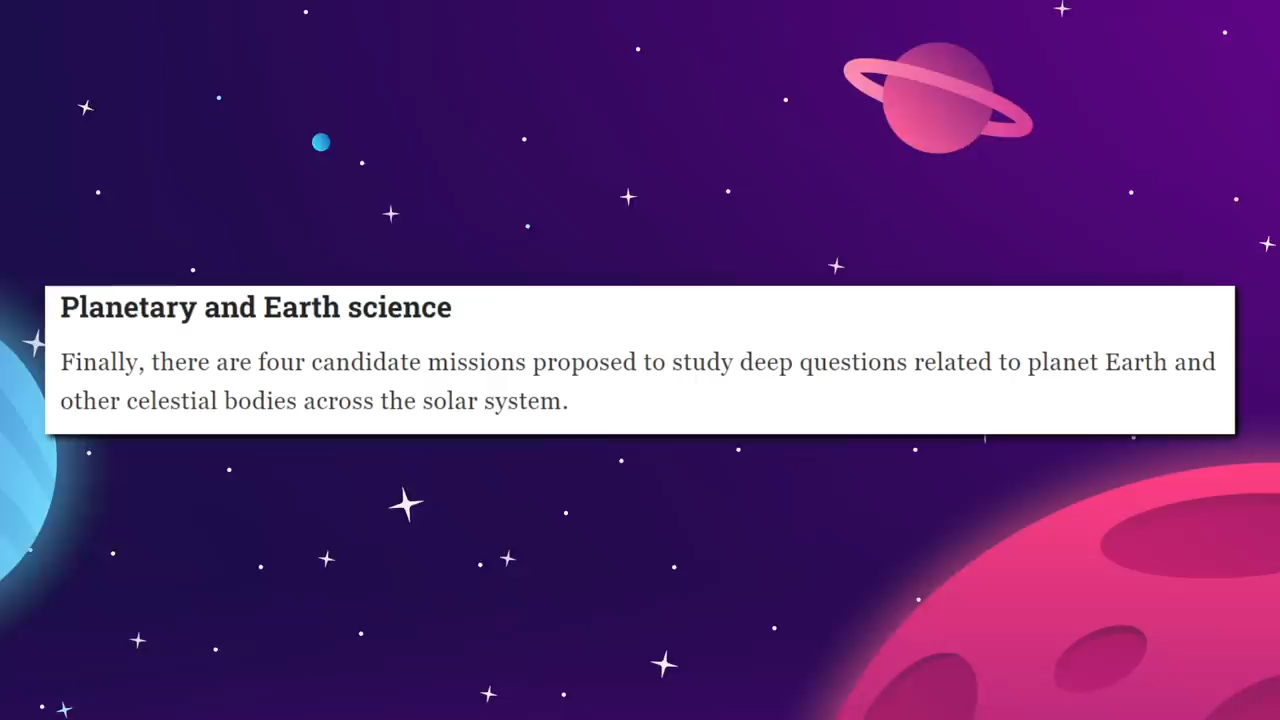 Planetary and Earth science
Finally, there are four candidate missions proposed to study deep questions related to planet Earth and
other celestial bodies across the solar system.